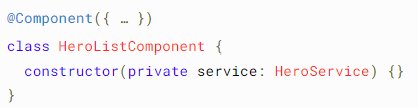 @Component({ … })
class HeroListComponent {
  constructor(private service: HeroService) {}
}